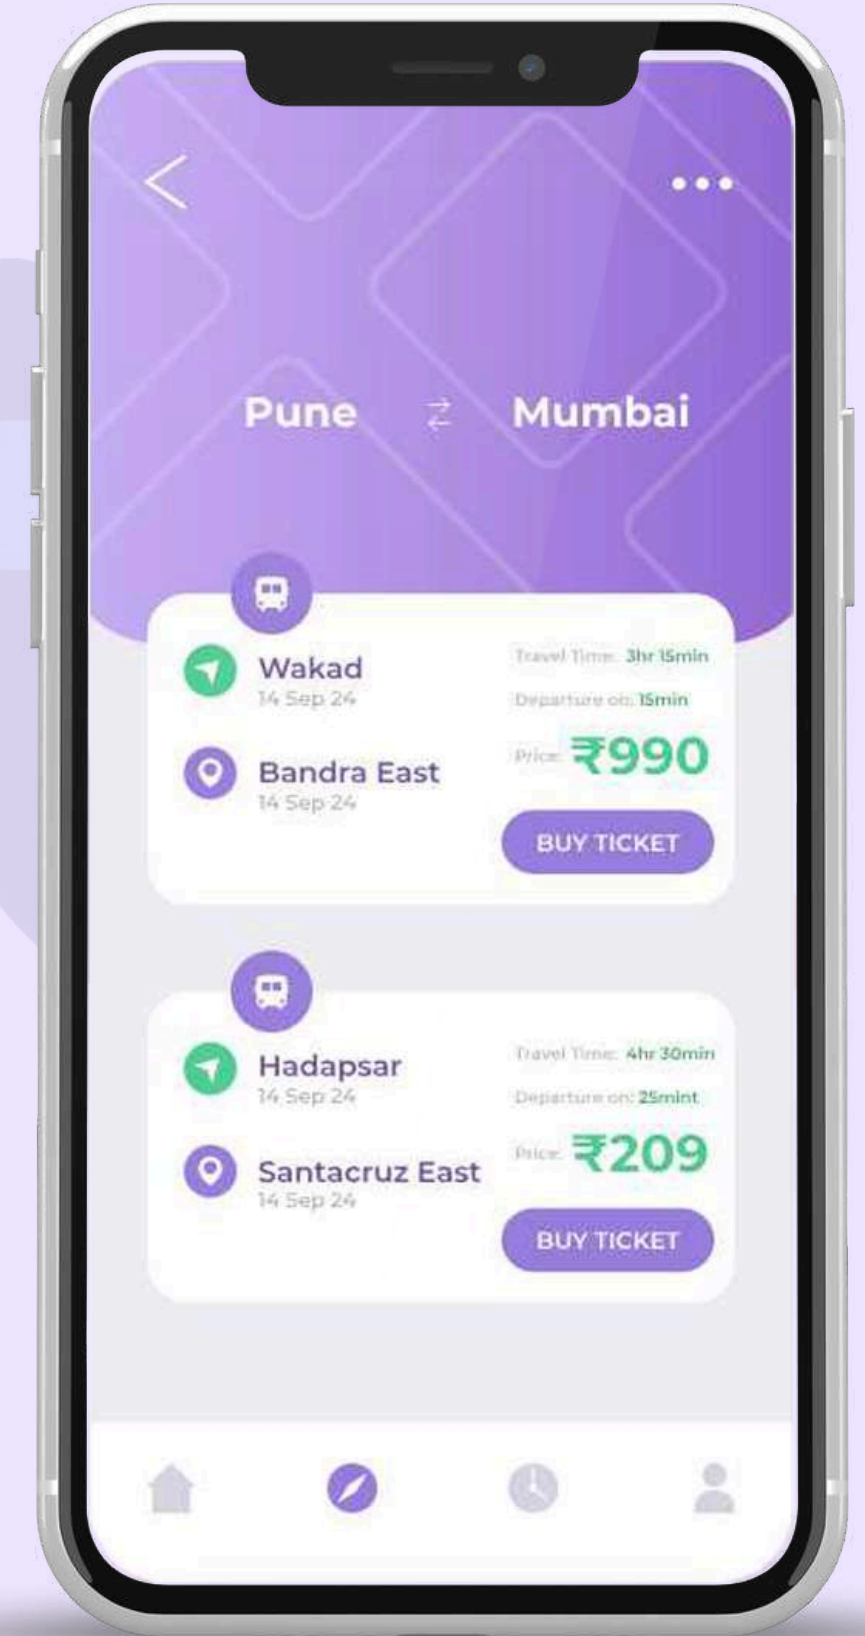 Pune ⇄ Mumbai
Wakad
14 Sep 24
Bandra East
14 Sep 24
Travel Time: 3hr 15min
Departure on: 15min
Price: ₹990
BUY TICKET
Hadapsar
14 Sep 24
Santacruz East
14 Sep 24
Travel Time: 4hr 30min
Departure on: 25mint
Price: ₹209
BUY TICKET